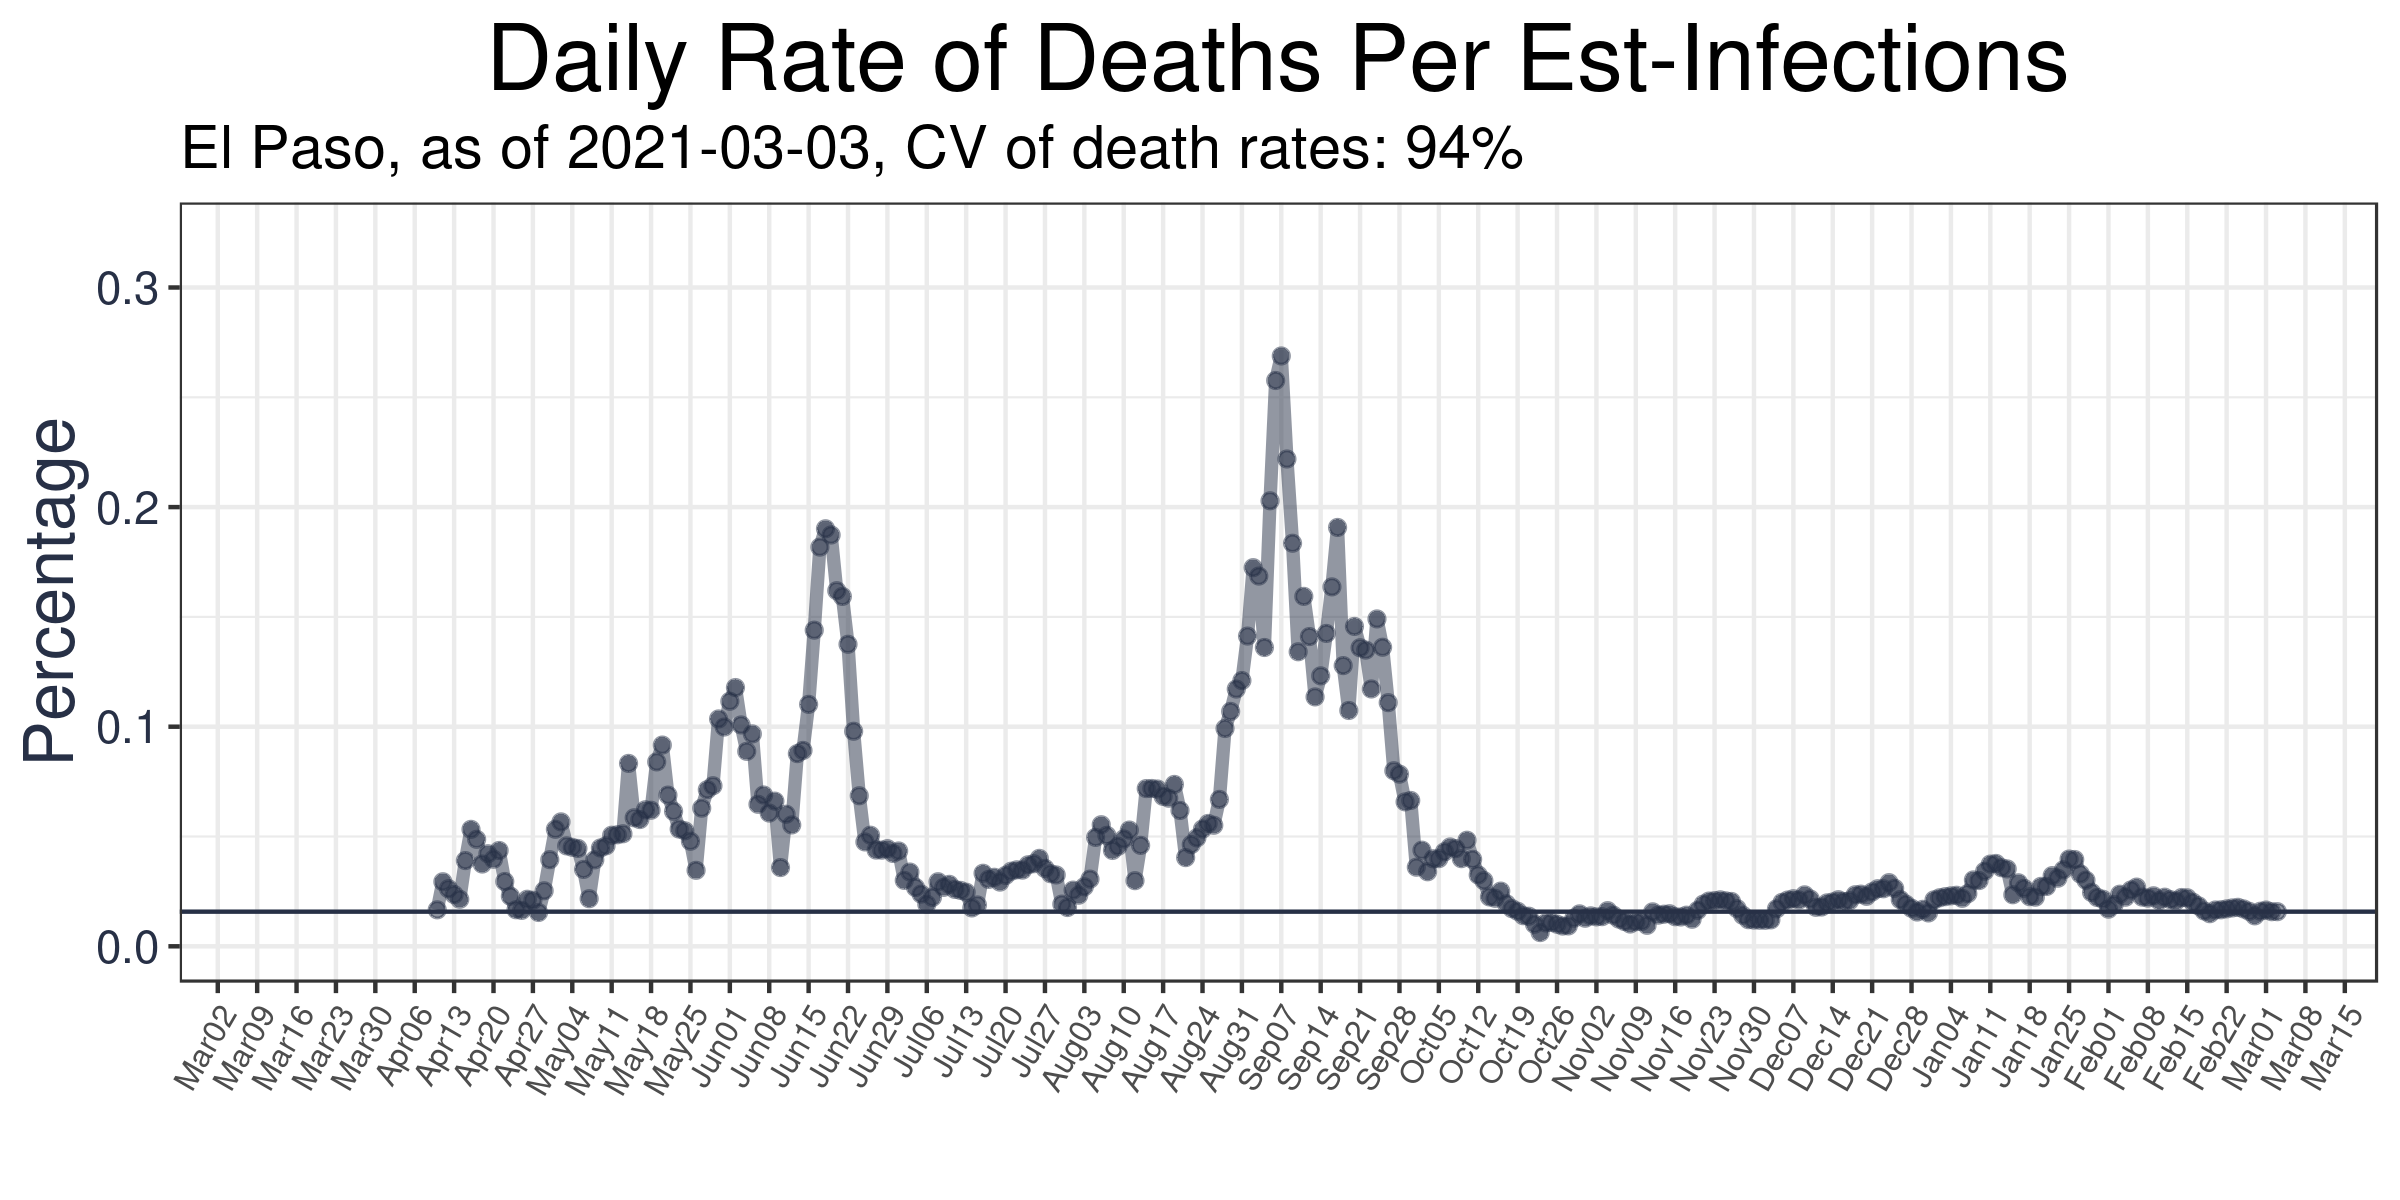 Daily Rate of Deaths Per Est-Infections
El Paso, as of 2021-03-03, CV of death rates: 94%
Percentage
0.3
0.2
0.1
0.0
Mar02
Mar09
Mar16
Mar23
Mar30
Apr06
Apr13
Apr20
Apr27
May04
May11
May18
May25
Jun01
Jun08
Jun15
Jun22
Jun29
Jul06
Jul13
Jul20
Jul27
Aug03
Aug10
Aug17
Aug24
Aug31
Sep07
Sep14
Sep21
Sep28
Oct05
Oct12
Oct19
Oct26
Nov02
Nov09
Nov16
Nov23
Nov30
Dec07
Dec14
Dec21
Dec28
Jan04
Jan11
Jan18
Jan25
Feb01
Feb08
Feb15
Feb22
Mar01
Mar08
Mar15